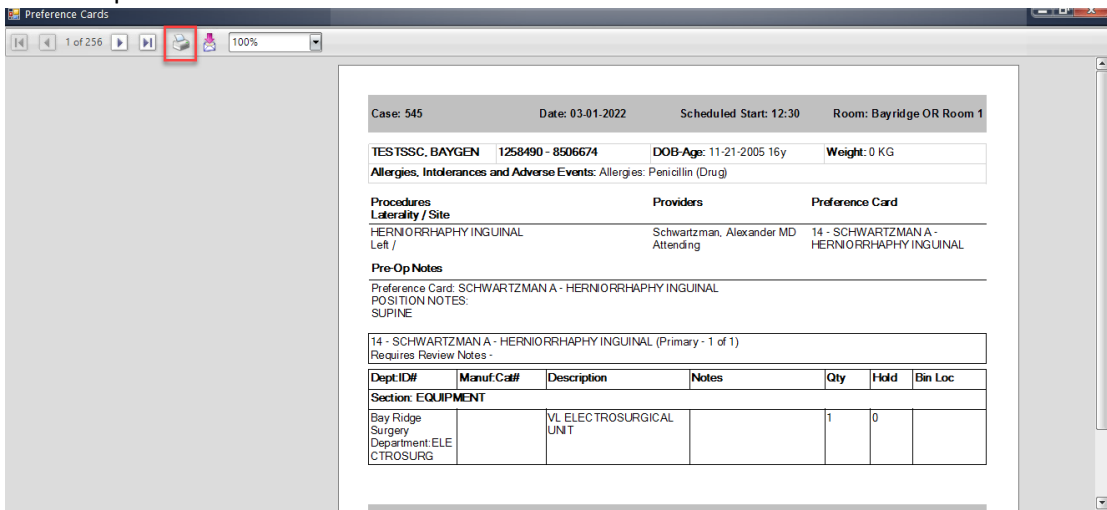 Preference Cards
1 of 256
100%
Case: 545 Date: 03-01-2022 Scheduled Start: 12:30 Room: Bayridge OR Room 1
TESTSSC, BAYGEN 1258490 - 8506674 DOB-Age: 11-21-2005 16y Weight: 0 KG
Allergies, Intolerances and Adverse Events: Allergies: Penicillin (Drug)
Procedures Providers Preference Card
Laterality / Site
HERNIORRHAPHY INGUINAL Schwartzman, Alexander MD 14 - SCHWARTZMAN A -
Left / Attending HERNIORRHAPHY INGUINAL
Pre-Op Notes
Preference Card: SCHWARTZMAN A - HERNIORRHAPHY INGUINAL
POSITION NOTES:
SUPINE
14 - SCHWARTZMAN A - HERNIORRHAPHY INGUINAL (Primary - 1 of 1)
Requires Review Notes -
Dept:ID# Manuf:Cat# Description Notes Qty Hold Bin Loc
Section: EQUIPMENT
Bay Ridge VL ELECTROSURGICAL 1 0
Surgery UNIT
Department:ELE
CTROSURG